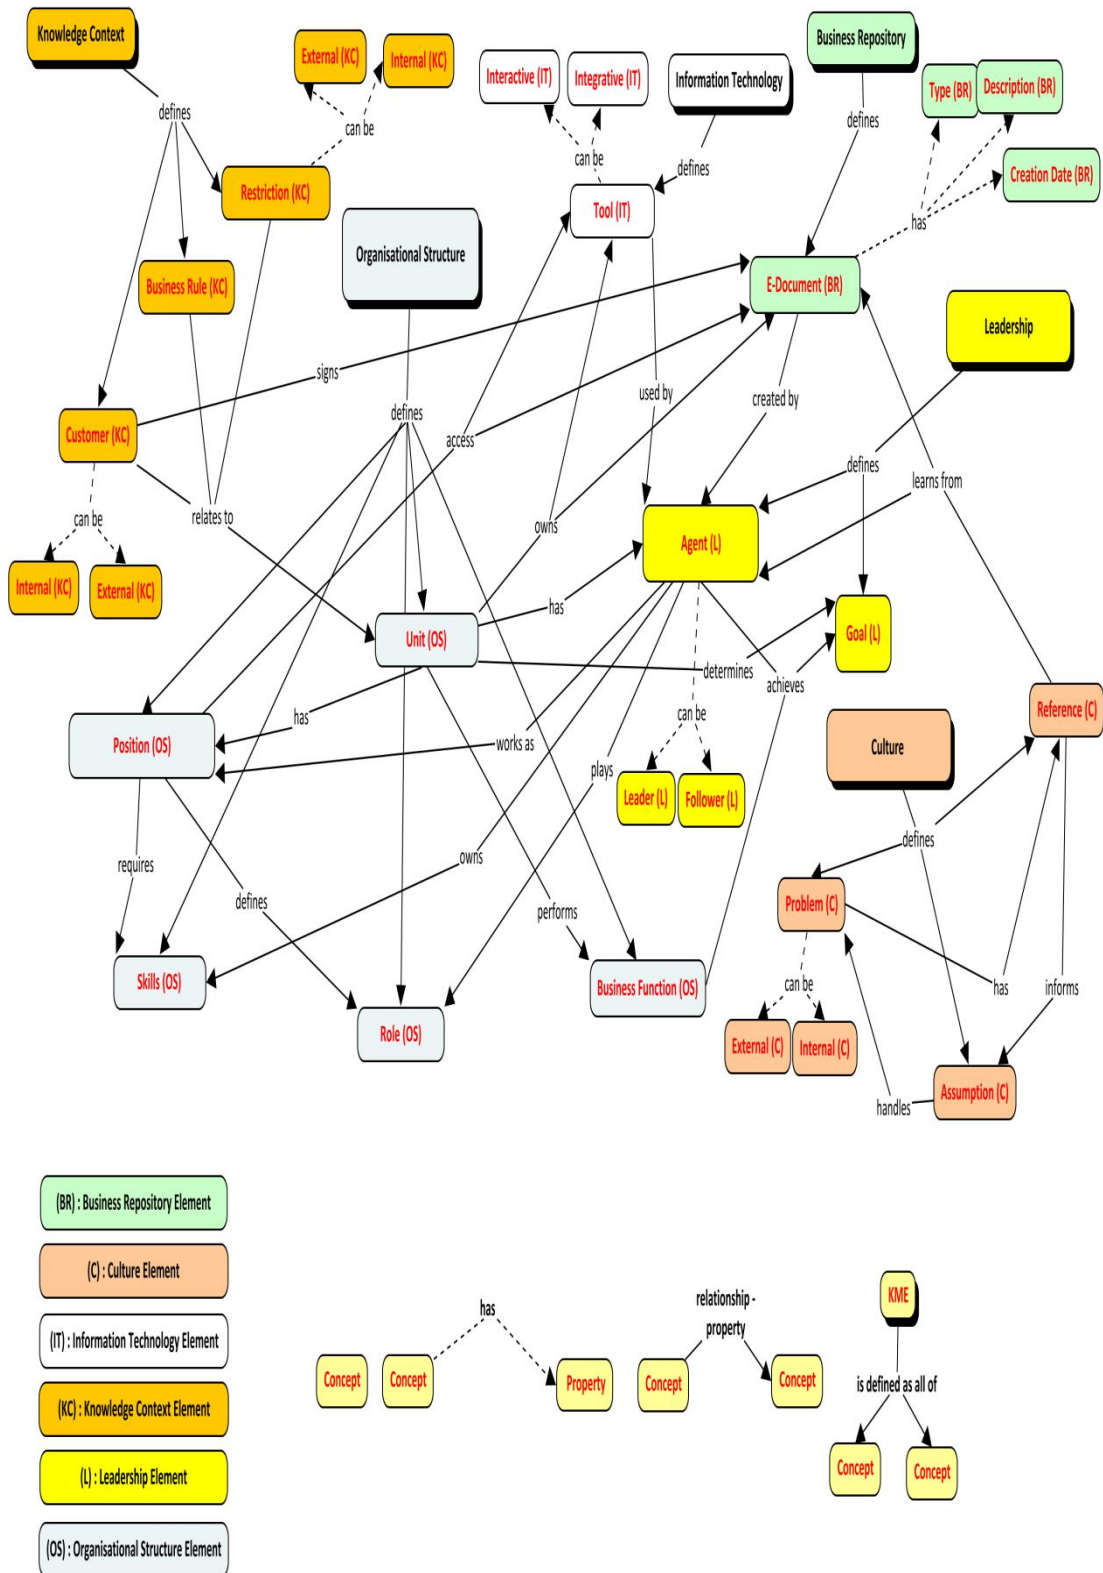 Knowledge Context
External (KC)
Internal (KC)
Interactive (IT)
Integrative (IT)
Information Technology
Business Repository
Type (BR)
Description (BR)
defines
can be
can be
defines
defines
Restriction (KC)
Tool (IT)
Creation Date (BR)
has
Organisational Structure
Business Rule (KC)
E-Document (BR)
Leadership
signs
used by
created by
Customer (KC)
defines
access
defines
learns from
can be
relates to
owns
Agent (L)
Internal (KC)
External (KC)
has
Unit (OS)
Goal (L)
determines
achieves
Position (OS)
has
works as
can be
Reference (C)
Culture
plays
Leader (L)
Follower (L)
requires
owns
defines
defines
performs
Problem (C)
Skills (OS)
Business Function (OS)
can be
has
informs
Role (OS)
External (C)
Internal (C)
Assumption (C)
handles
(BR) : Business Repository Element
(C) : Culture Element
(IT) : Information Technology Element
(KC) : Knowledge Context Element
(L) : Leadership Element
(OS) : Organisational Structure Element
has
Concept
Concept
Property
relationship -
property
Concept
Concept
KME
is defined as all of
Concept
Concept